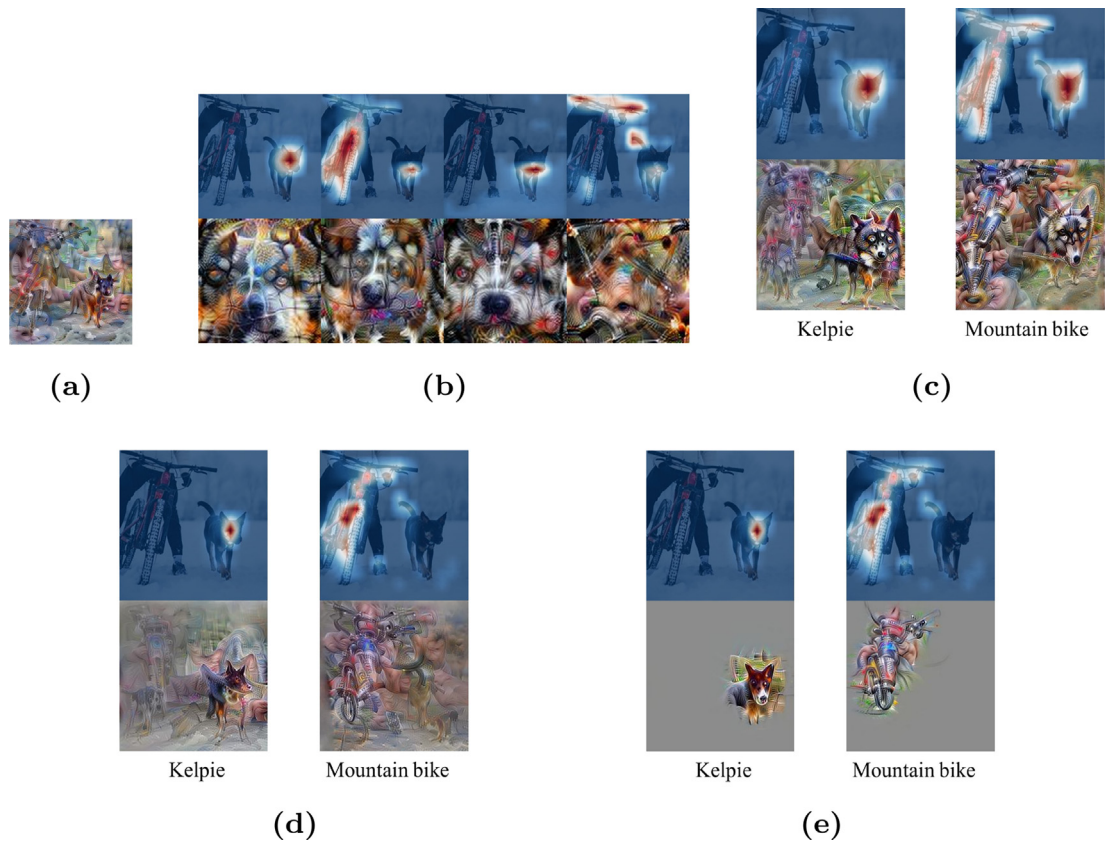 Kelpie
Mountain bike
(a)
(b)
(c)
Kelpie
Mountain bike
Kelpie
Mountain bike
(d)
(e)